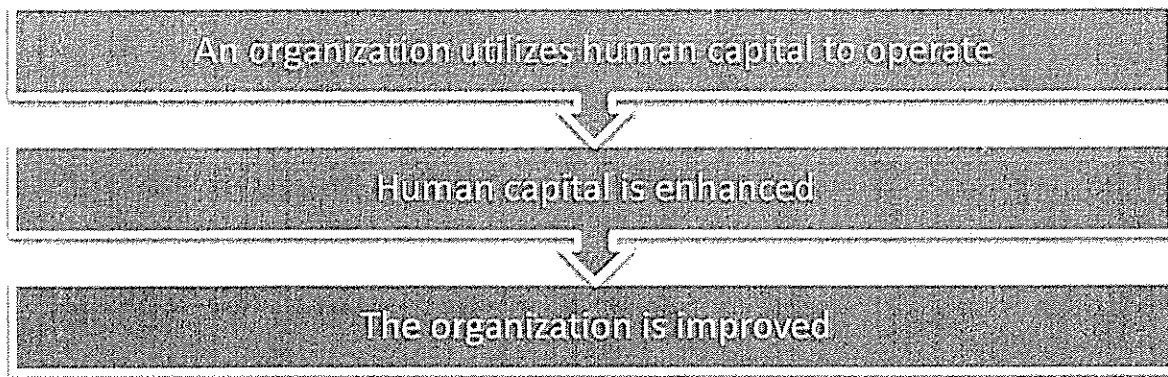 An organization utilizes human capital to operate
Human capital is enhanced
The organization is improved